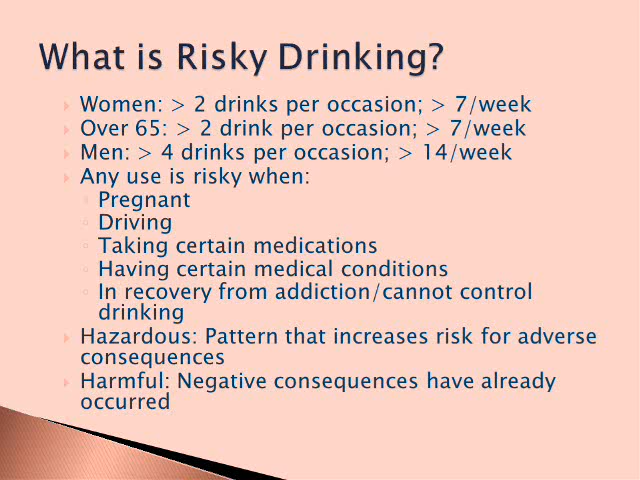 What is Risky Drinking?
Women: > 2 drinks per occasion; > 7/week
Over 65: > 2 drink per occasion; > 7/week
Men: > 4 drinks per occasion; > 14/week
Any use is risky when:
Pregnant
Driving
Taking certain medications
Having certain medical conditions
In recovery from addiction/cannot control
drinking
Hazardous: Pattern that increases risk for adverse
consequences
Harmful: Negative consequences have already
occurred